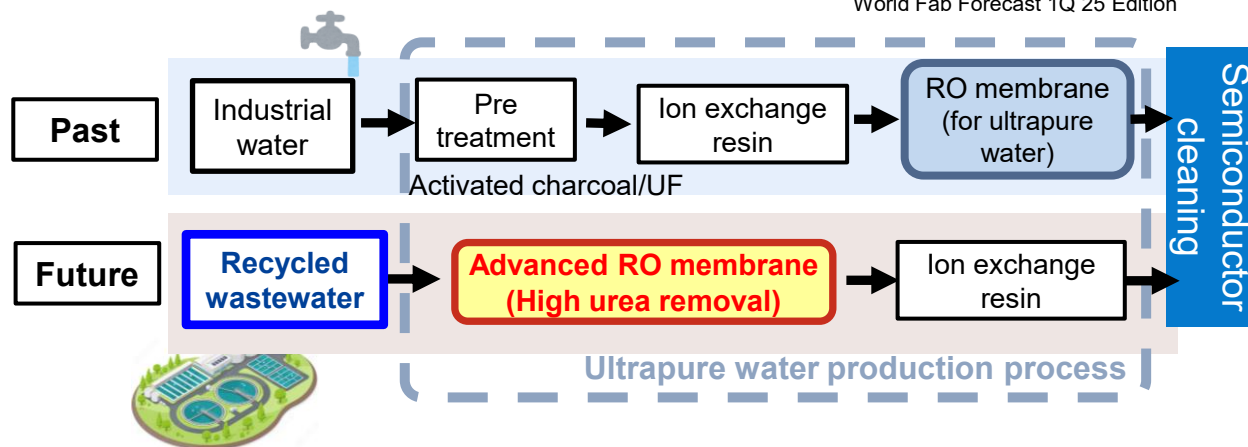 World Fab Forecast 1Q 25 Edition
Past
Industrial
water
Pre
treatment
Activated charcoal/UF
Ion exchange
resin
RO membrane
(for ultrapure
water)
Semiconductor
cleaning
Future
Recycled
wastewater
Advanced RO membrane
(High urea removal)
Ion exchange
resin
Ultrapure water production process